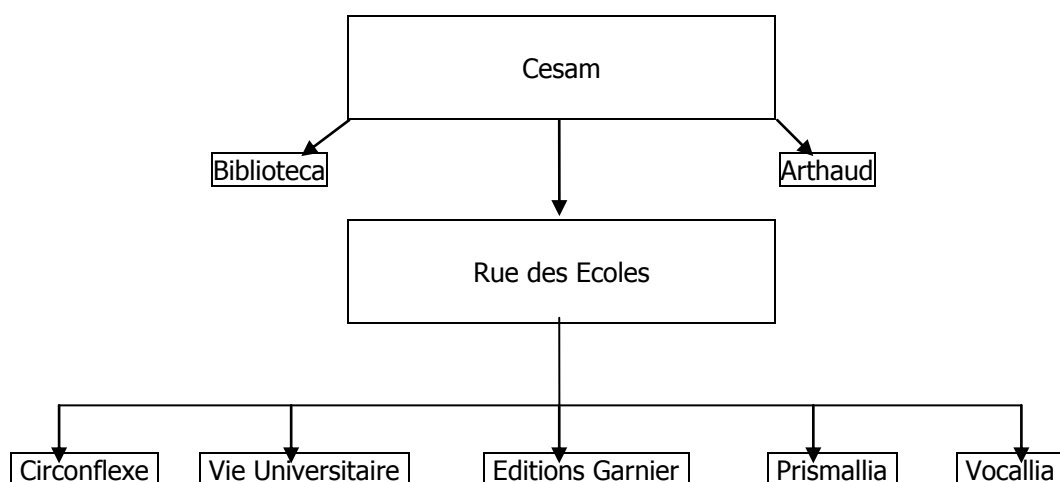 Cesam
Biblioteca
Arthaud
Rue des Ecoles
Circonflexe
Vie Universitaire
Editions Garnier
Prismallia
Vocallia